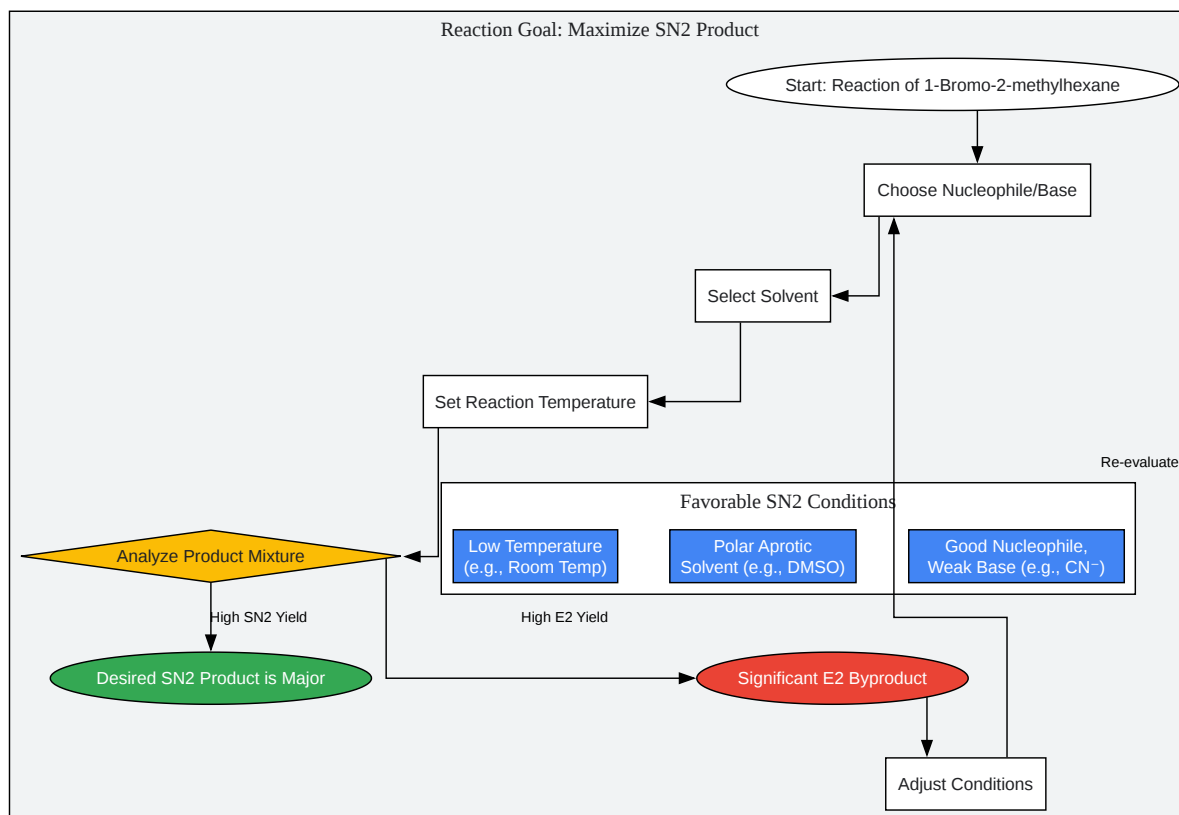 Reaction Goal: Maximize SN2 Product
Start: Reaction of 1-Bromo-2-methylhexane
Choose Nucleophile/Base
Select Solvent
Set Reaction Temperature
Re-evaluate
Favorable SN2 Conditions
Low Temperature
(e.g., Room Temp)
Polar Aprotic
Solvent (e.g., DMSO)
Good Nucleophile,
Weak Base (e.g., CN⁻)
Analyze Product Mixture
High SN2 Yield
High E2 Yield
Desired SN2 Product is Major
Significant E2 Byproduct
Adjust Conditions